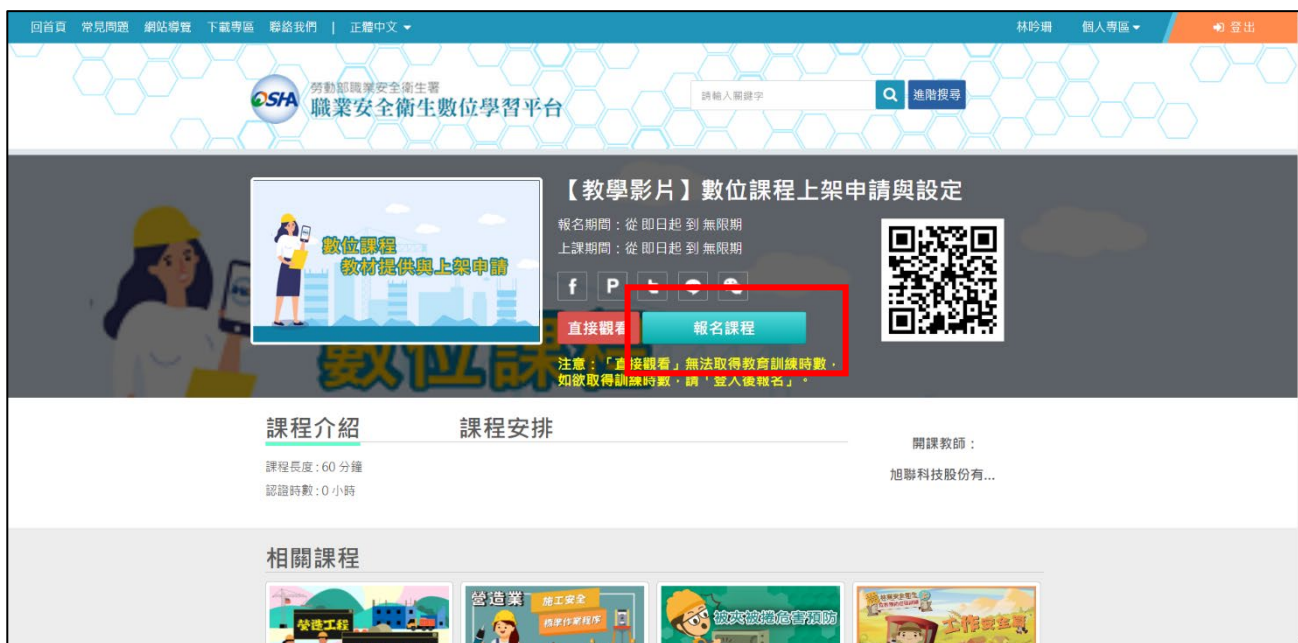 回首頁 常見問題 網站導覽 下載專區 聯絡我們 | 正體中文
林吟珊 個人專區 登出
OSHA
勞動部職業安全衛生署
職業安全衛生數位學習平台
請輸入關鍵字
進階搜尋
【教學影片】數位課程上架申請與設定
報名期間：從 即日起 到 無限期
上課期間：從 即日起 到 無限期
數位課程
教材提供與上架申請
直接觀看 報名課程
注意：「直接觀看」無法取得教育訓練時數，
如欲取得訓練時數，請「登入後報名」。
數位課程
課程介紹 課程安排
開課教師：
課程長度：60 分鐘
旭聯科技股份有...
認證時數：0 小時
相關課程
營造工程
營造業 施工安全
標準作業程序
被夾被捲危害預防
工作安全